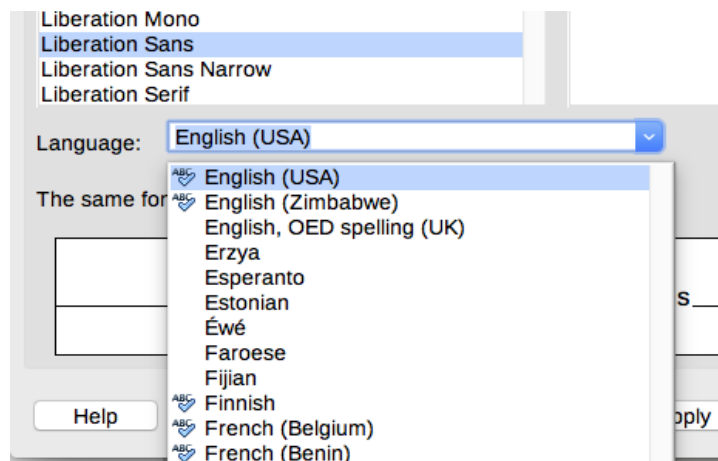 Liberation Mono
Liberation Sans
Liberation Sans Narrow
Liberation Serif
Language: English (USA)
English (USA)
The same for
English (Zimbabwe)
English, OED spelling (UK)
Erzya
Esperanto
Estonian
s
Éwé
Faroese
Fijian
Help
Finnish
pply
French (Belgium)
French (Benin)